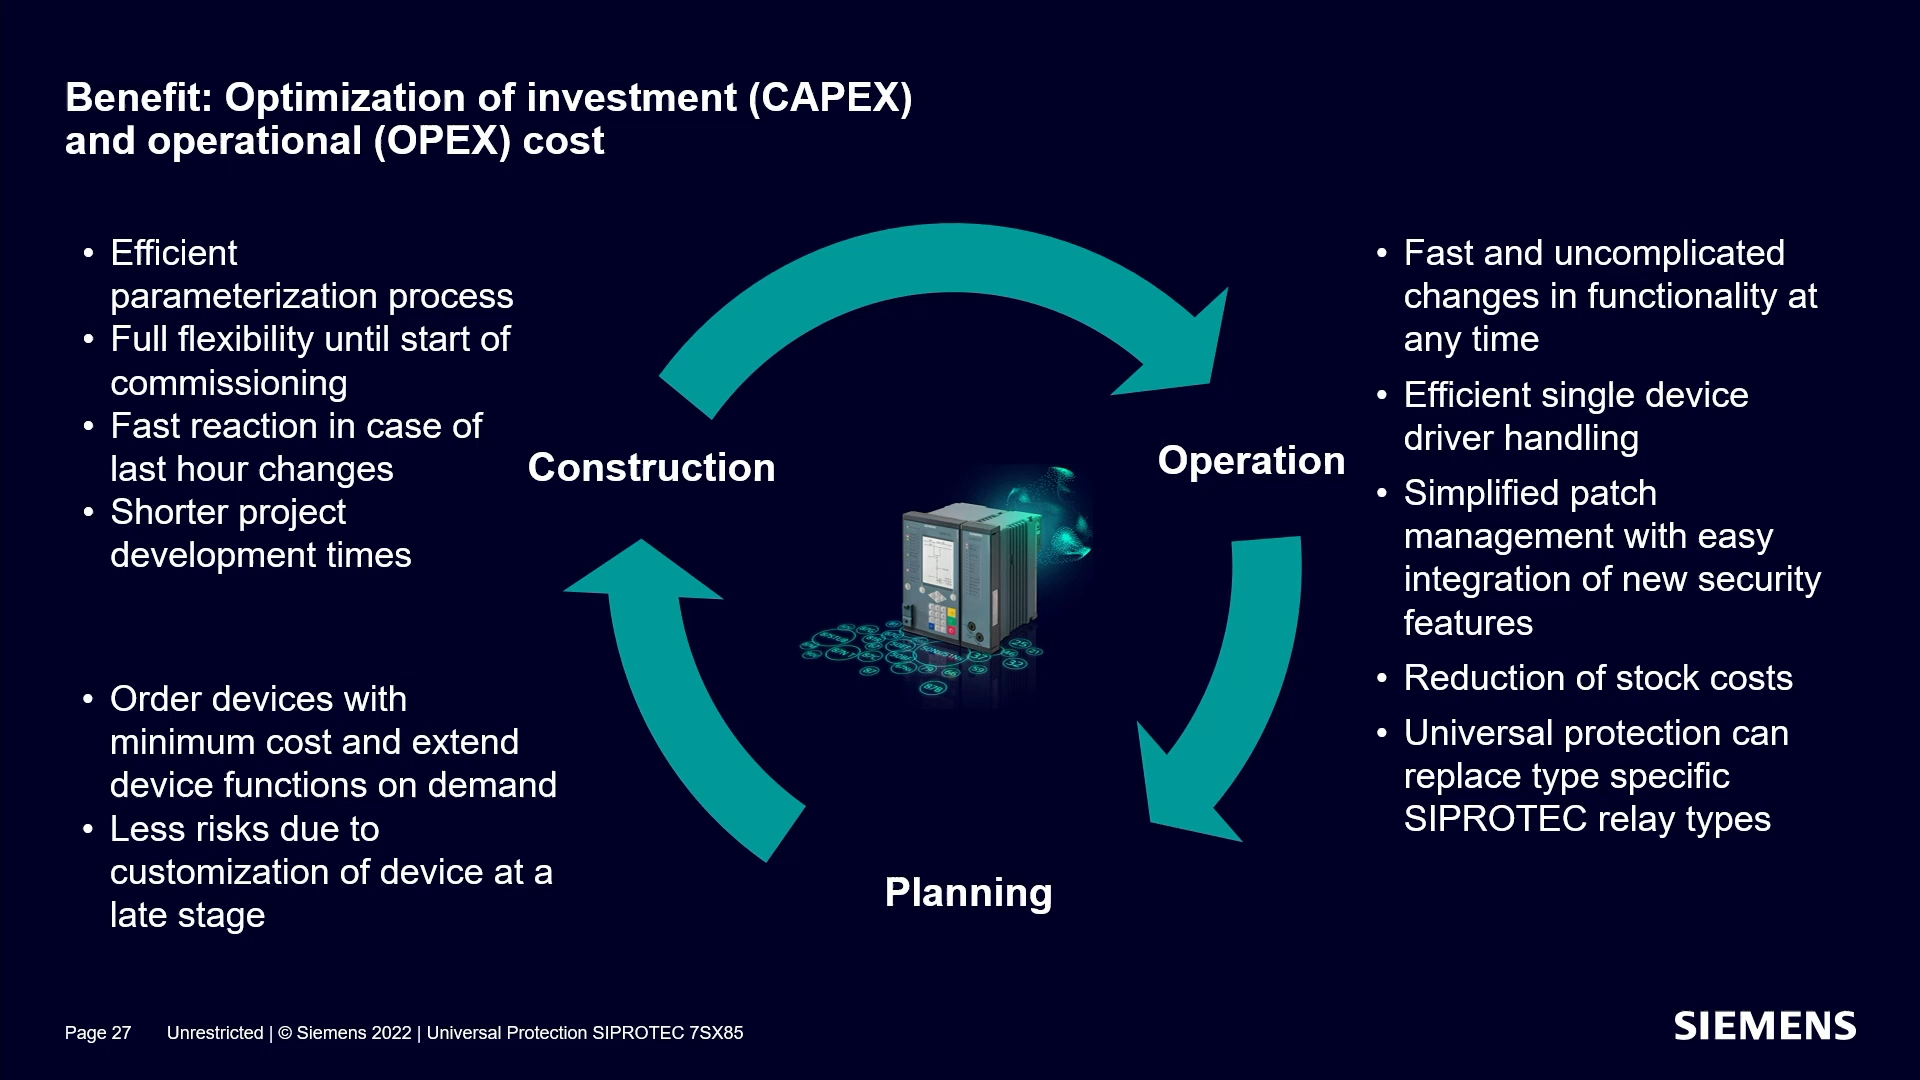 Benefit: Optimization of investment (CAPEX)
and operational (OPEX) cost
• Efficient
parameterization process
• Full flexibility until start of
commissioning
• Fast reaction in case of
last hour changes
• Shorter project
development times
• Order devices with
minimum cost and extend
device functions on demand
• Less risks due to
customization of device at a
late stage
Construction
Operation
Planning
• Fast and uncomplicated
changes in functionality at
any time
• Efficient single device
driver handling
• Simplified patch
management with easy
integration of new security
features
• Reduction of stock costs
• Universal protection can
replace type specific
SIPROTEC relay types
37
25
32
59
87B
Page 27 Unrestricted | © Siemens 2022 | Universal Protection SIPROTEC 7SX85
SIEMENS